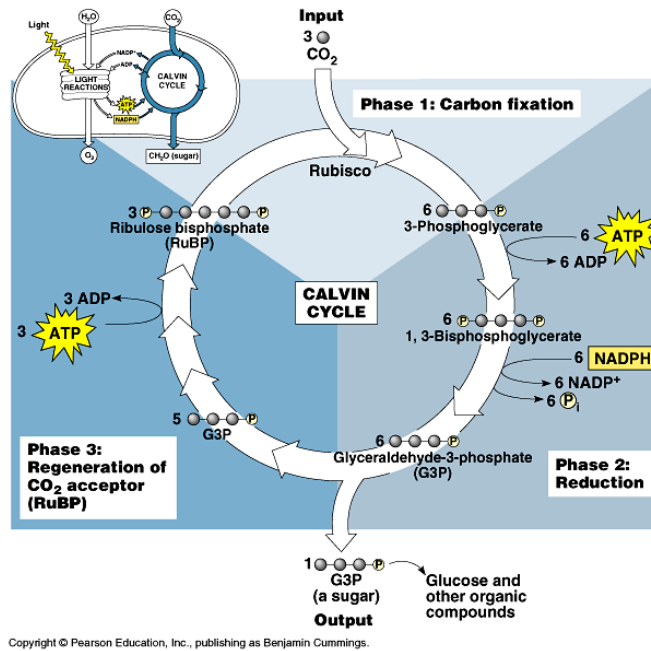 Input
3
CO2
Light
H2O
CO2
NADP+
ADP
LIGHT
REACTIONS
CALVIN
CYCLE
ATP
NADPH
O2
CH2O (sugar)
Phase 1: Carbon fixation
Rubisco
3 P P
Ribulose bisphosphate
(RuBP)
6 P
3-Phosphoglycerate
6 ATP
6 ADP
CALVIN
CYCLE
3 ADP
3 ATP
6 P P
1, 3-Bisphosphoglycerate
6 NADPH
6 NADP+
6 Pi
5 P
G3P
6 P
Glyceraldehyde-3-phosphate
(G3P)
Phase 3:
Regeneration of
CO2 acceptor
(RuBP)
Phase 2:
Reduction
1 P
G3P
(a sugar)
Output
Glucose and
other organic
compounds
Copyright © Pearson Education, Inc., publishing as Benjamin Cummings.